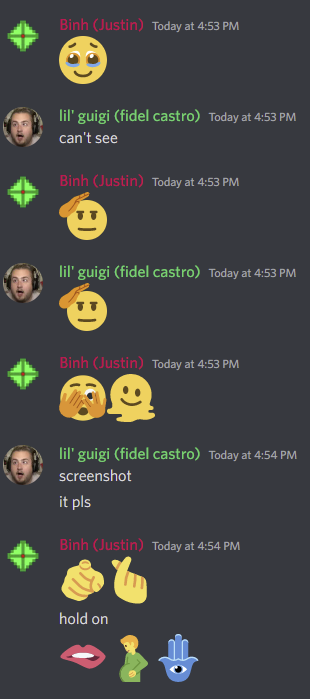 Binh (Justin) Today at 4:53 PM
🥹
lil' guigi (fidel castro) Today at 4:53 PM
can't see
Binh (Justin) Today at 4:53 PM
🫡
lil' guigi (fidel castro) Today at 4:53 PM
🫡
Binh (Justin) Today at 4:53 PM
🫣🫠
lil' guigi (fidel castro) Today at 4:54 PM
screenshot
it pls
Binh (Justin) Today at 4:54 PM
🫵🫰
hold on
🫦🫃🪬